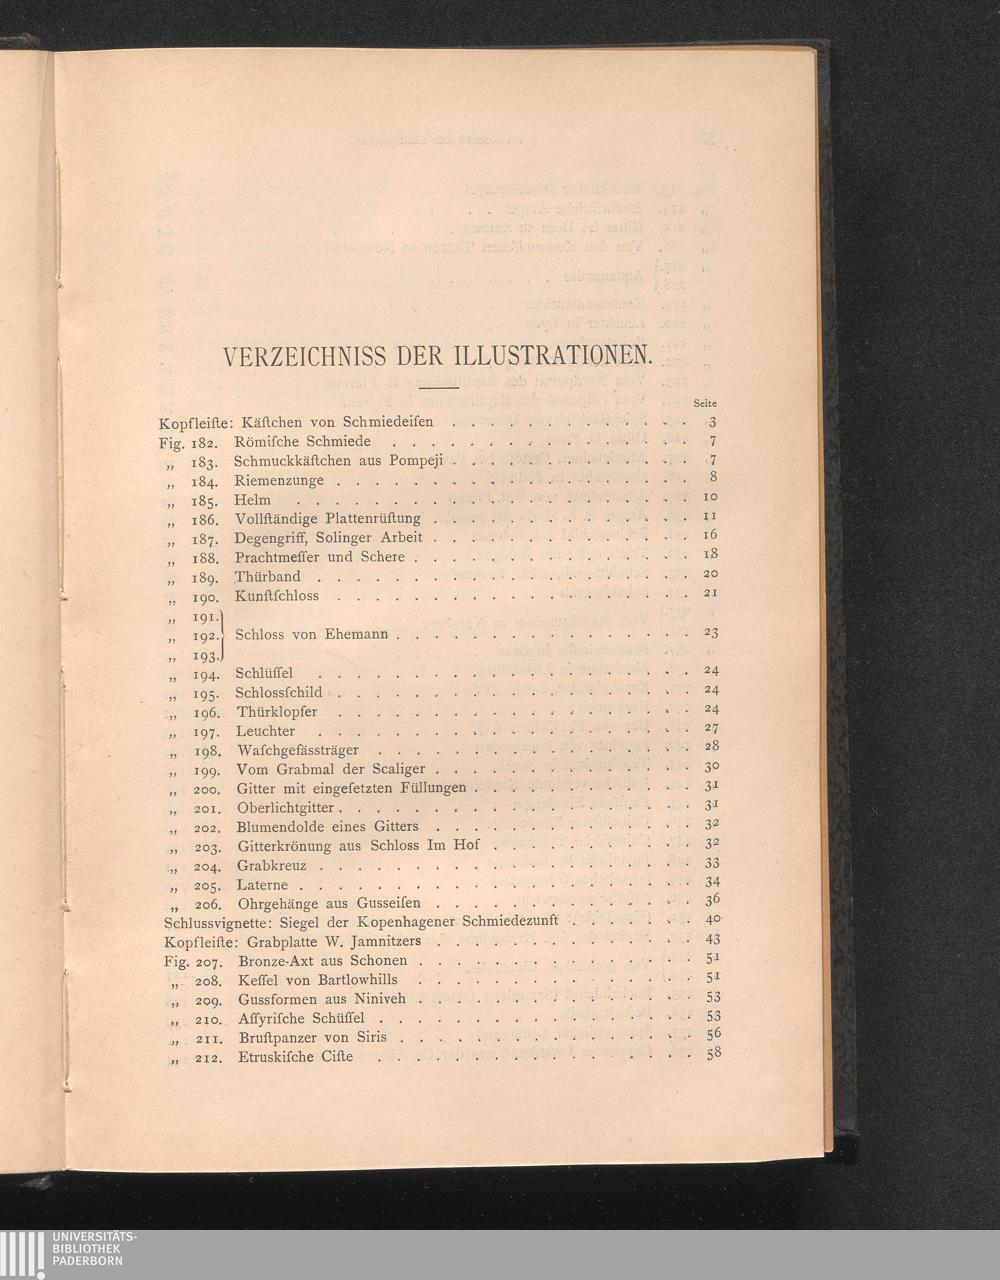 VERZEICHNISS DER ILLUSTRATIONEN.
Seite
Kopfleiſte: Käſtchen von Schmiedeiſen . . . . . . . . . . . . . 3
Fig. 182. Römiſche Schmiede . . . . . . . . . . . . . . . 7
„ 183. Schmuckkäſtchen aus Pompeji . . . . . . . . . . . . 7
„ 184. Riemenzunge . . . . . . . . . . . . . . . . . . 8
„ 185. Helm . . . . . . . . . . . . . . . . . . . . 10
„ 186. Vollſtändige Plattenrüſtung . . . . . . . . . . . . . 11
„ 187. Degengriff, Solinger Arbeit . . . . . . . . . . . . . 16
„ 188. Prachtmeſſer und Schere . . . . . . . . . . . . . . 18
„ 189. Thürband . . . . . . . . . . . . . . . . . . . 20
„ 190. Kunſtſchloss . . . . . . . . . . . . . . . . . . 21
„ 191.}
„ 192.} Schloss von Ehemann . . . . . . . . . . . . . . . 23
„ 193.}
„ 194. Schlüſſel . . . . . . . . . . . . . . . . . . . 24
„ 195. Schlossſchild . . . . . . . . . . . . . . . . . . 24
„ 196. Thürklopfer . . . . . . . . . . . . . . . . . . 24
„ 197. Leuchter . . . . . . . . . . . . . . . . . . . 27
„ 198. Waſchgefässträger . . . . . . . . . . . . . . . . 28
„ 199. Vom Grabmal der Scaliger . . . . . . . . . . . . . 30
„ 200. Gitter mit eingeſetzten Füllungen . . . . . . . . . . . 31
„ 201. Oberlichtgitter . . . . . . . . . . . . . . . . . . 31
„ 202. Blumendolde eines Gitters . . . . . . . . . . . . . 32
„ 203. Gitterkrönung aus Schloss Im Hof . . . . . . . . . . 32
„ 204. Grabkreuz . . . . . . . . . . . . . . . . . . . 33
„ 205. Laterne . . . . . . . . . . . . . . . . . . . . 34
„ 206. Ohrgehänge aus Gusseiſen . . . . . . . . . . . . . 36
Schlussvignette: Siegel der Kopenhagener Schmiedezunft . . . . . . . 40
Kopfleiſte: Grabplatte W. Jamnitzers . . . . . . . . . . . . . 43
Fig. 207. Bronze-Axt aus Schonen . . . . . . . . . . . . . . 51
„ 208. Keſſel von Bartlowhills . . . . . . . . . . . . . . 51
„ 209. Gussformen aus Niniveh . . . . . . . . . . . . . . 53
„ 210. Aſſyriſche Schüſſel . . . . . . . . . . . . . . . . 53
„ 211. Bruſtpanzer von Siris . . . . . . . . . . . . . . . 56
„ 212. Etruskiſche Ciſte . . . . . . . . . . . . . . . . 58
UNIVERSITÄTS-
BIBLIOTHEK
PADERBORN